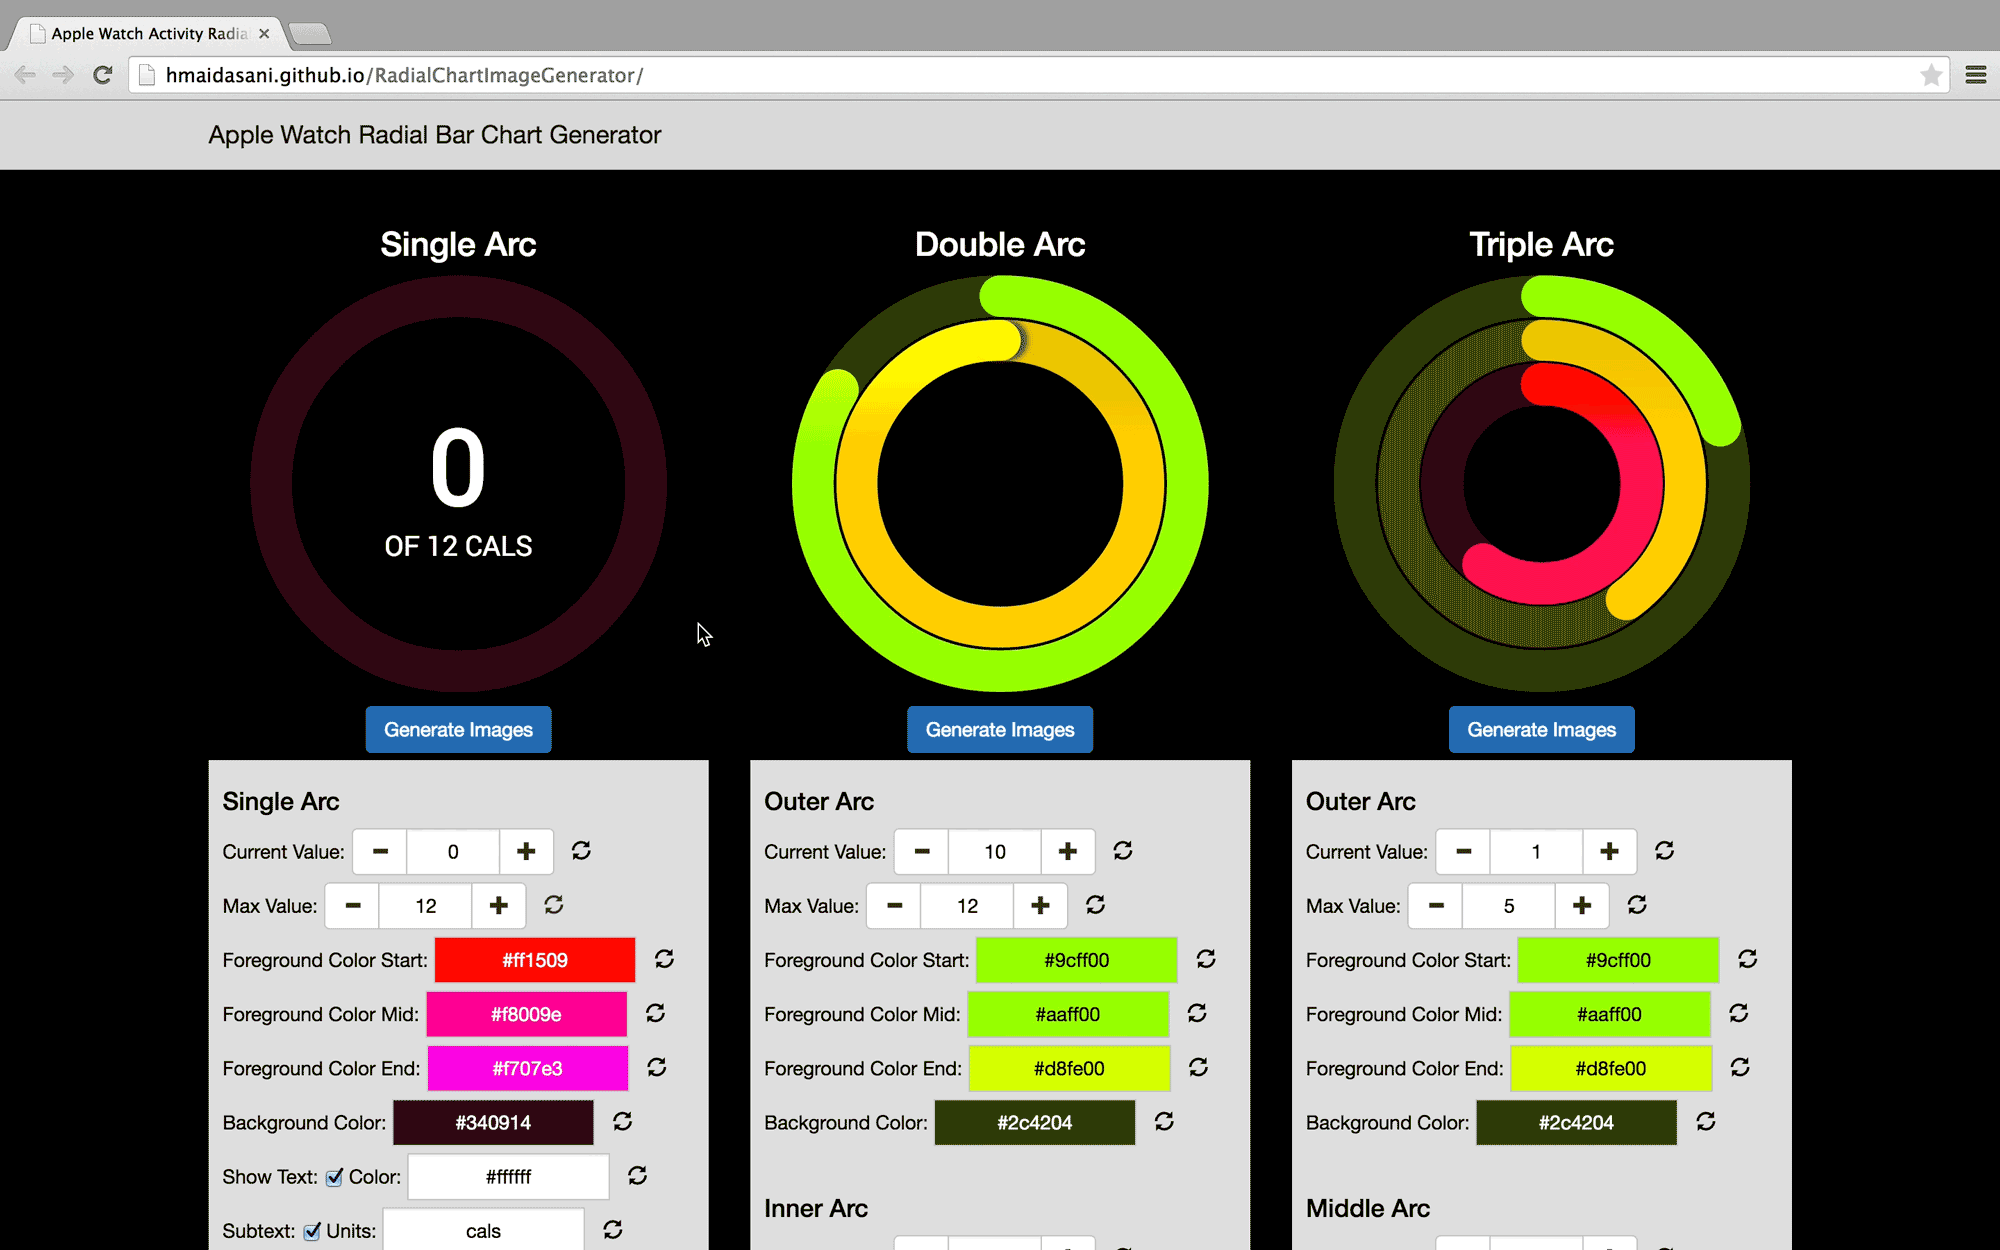 Apple Watch Activity Radia
hmaidasani.github.io/RadialChartImageGenerator/
Apple Watch Radial Bar Chart Generator
Single Arc
0
OF 12 CALS
Generate Images
Double Arc
Generate Images
Triple Arc
Generate Images
Single Arc
Current Value: 0
Max Value: 12
Foreground Color Start: #ff1509
Foreground Color Mid: #f8009e
Foreground Color End: #f707e3
Background Color: #340914
Show Text: Color: #ffffff
Subtext: Units: cals
Outer Arc
Current Value: 10
Max Value: 12
Foreground Color Start: #9cff00
Foreground Color Mid: #aaff00
Foreground Color End: #d8fe00
Background Color: #2c4204
Inner Arc
Outer Arc
Current Value: 1
Max Value: 5
Foreground Color Start: #9cff00
Foreground Color Mid: #aaff00
Foreground Color End: #d8fe00
Background Color: #2c4204
Middle Arc